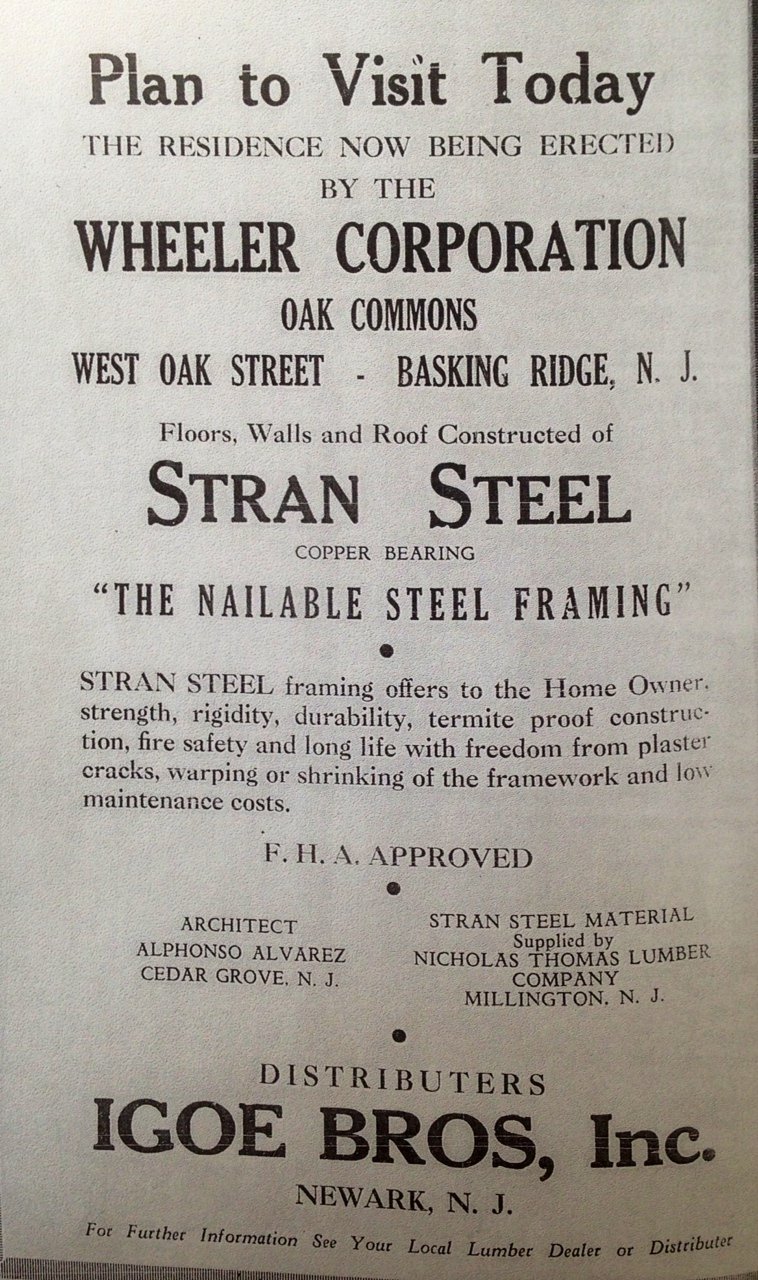 Plan to Visit Today
THE RESIDENCE NOW BEING ERECTED
BY THE
WHEELER CORPORATION
OAK COMMONS
WEST OAK STREET - BASKING RIDGE, N. J.
Floors, Walls and Roof Constructed of
STRAN STEEL
COPPER BEARING
"THE NAILABLE STEEL FRAMING"
STRAN STEEL framing offers to the Home Owner,
strength, rigidity, durability, termite proof construc-
tion, fire safety and long life with freedom from plaster
cracks, warping or shrinking of the framework and low
maintenance costs.
F. H. A. APPROVED
ARCHITECT
ALPHONSO ALVAREZ
CEDAR GROVE, N. J.
STRAN STEEL MATERIAL
Supplied by
NICHOLAS THOMAS LUMBER
COMPANY
MILLINGTON, N. J.
DISTRIBUTERS
IGOE BROS, Inc.
NEWARK, N. J.
For Further Information See Your Local Lumber Dealer or Distributer